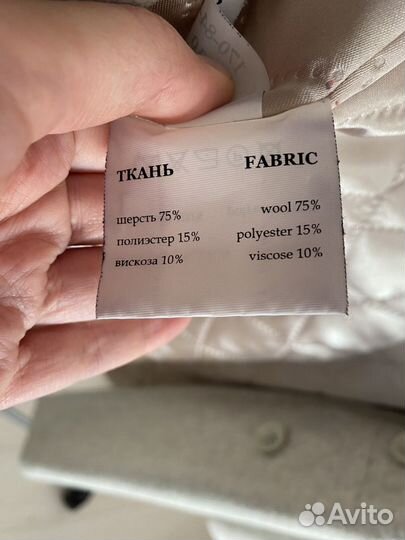 ТКАНЬ FABRIC
шерсть 75% wool 75%
полиэстер 15% polyester 15%
вискоза 10% viscose 10%
Avito